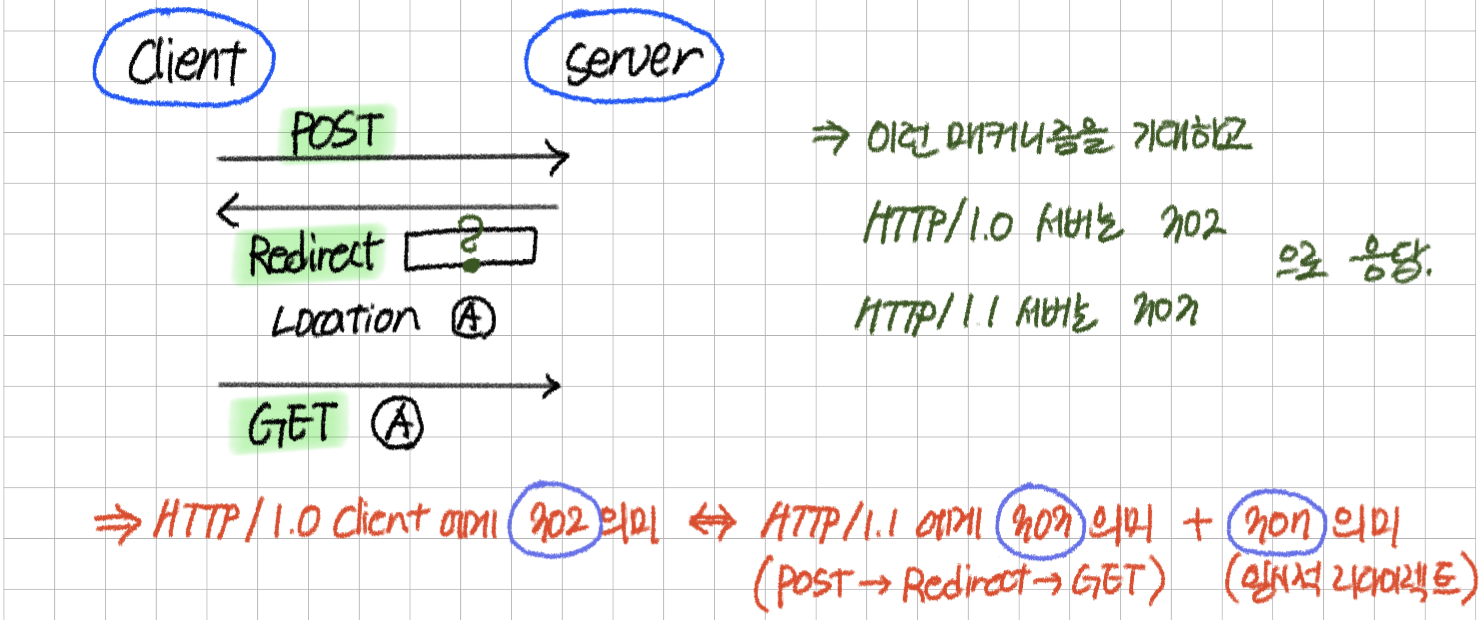 Client
Server
POST
⇒ 이런 매커니즘을 기대하고
Redirect ?
HTTP/1.0 서버는 302
으로 응답.
Location Ⓐ
HTTP/1.1 서버는 303
GET Ⓐ
⇒ HTTP/1.0 Client 에게 302 의미 ⇔ HTTP/1.1 에게 303 의미 + 307 의미
(POST → Redirect → GET) (일시적 리다이렉트)